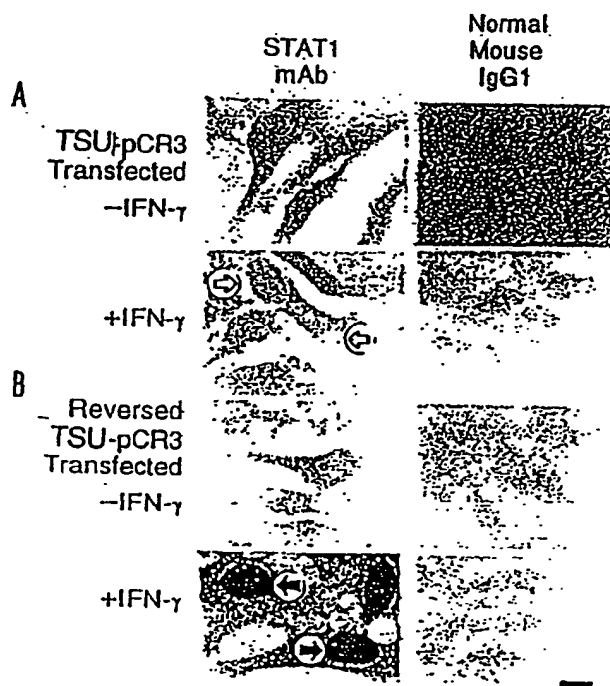 STAT1
mAb
Normal
Mouse
IgG1
A
TSU-pCR3
Transfected
−IFN-γ
+IFN-γ
B
Reversed
TSU-pCR3
Transfected
−IFN-γ
+IFN-γ